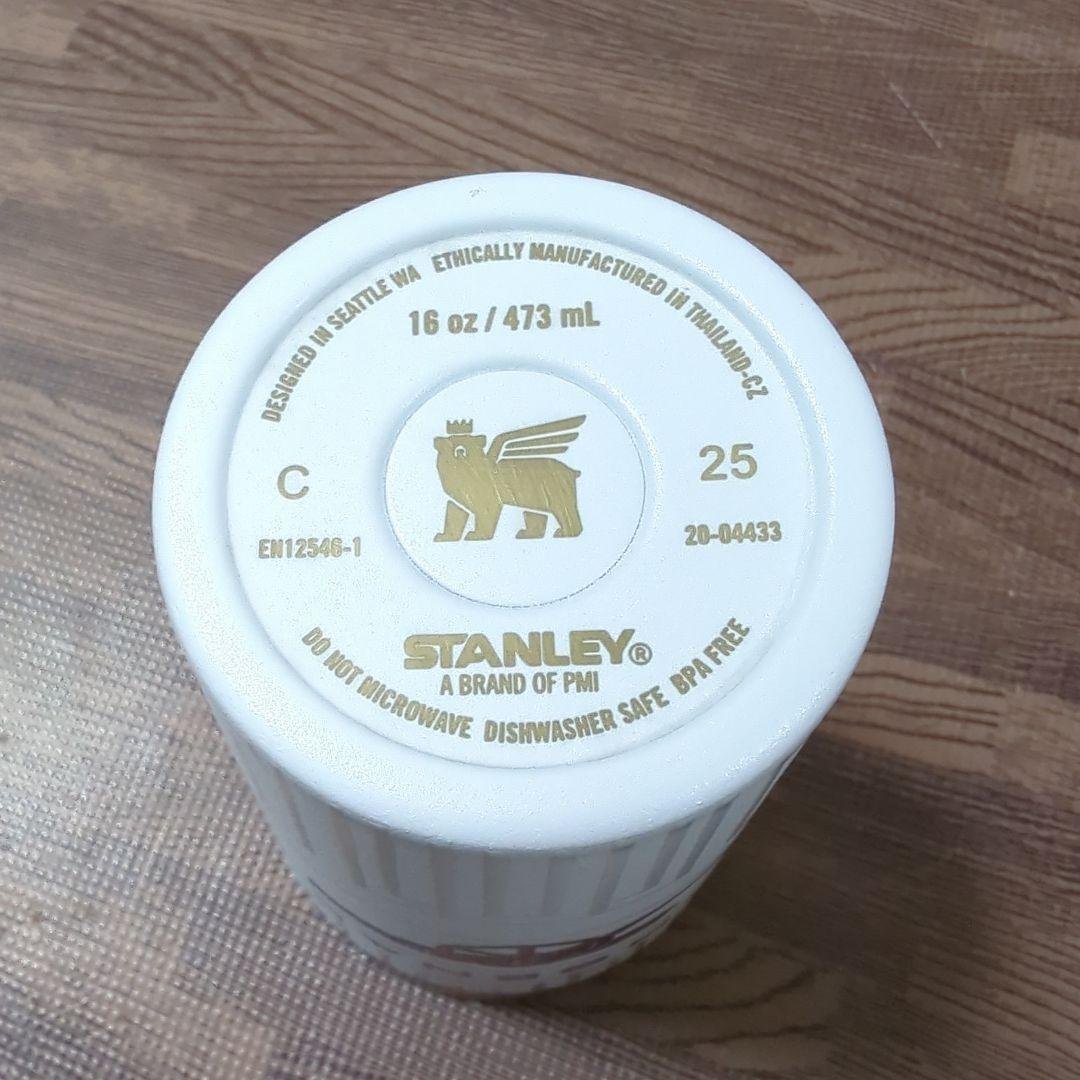 DESIGNED IN SEATTLE WA ETHICALLY MANUFACTURED IN THAILAND-CZ
16 oz / 473 mL
C
25
EN12546-1
20-04433
STANLEY®
A BRAND OF PMI
DO NOT MICROWAVE DISHWASHER SAFE BPA FREE